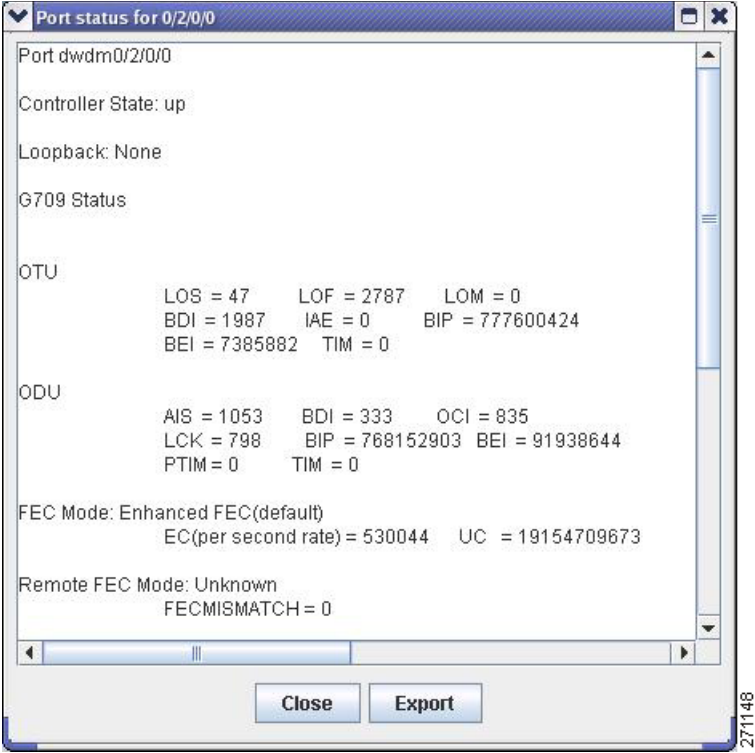 Port status for 0/2/0/0
Port dwdm0/2/0/0
Controller State: up
Loopback: None
G709 Status
OTU
LOS = 47 LOF = 2787 LOM = 0
BDI = 1987 IAE = 0 BIP = 777600424
BEI = 7385882 TIM = 0
ODU
AIS = 1053 BDI = 333 OCI = 835
LCK = 798 BIP = 768152903 BEI = 91938644
PTIM = 0 TIM = 0
FEC Mode: Enhanced FEC(default)
EC(per second rate) = 530044 UC = 19154709673
Remote FEC Mode: Unknown
FECMISMATCH = 0
Close Export
271148